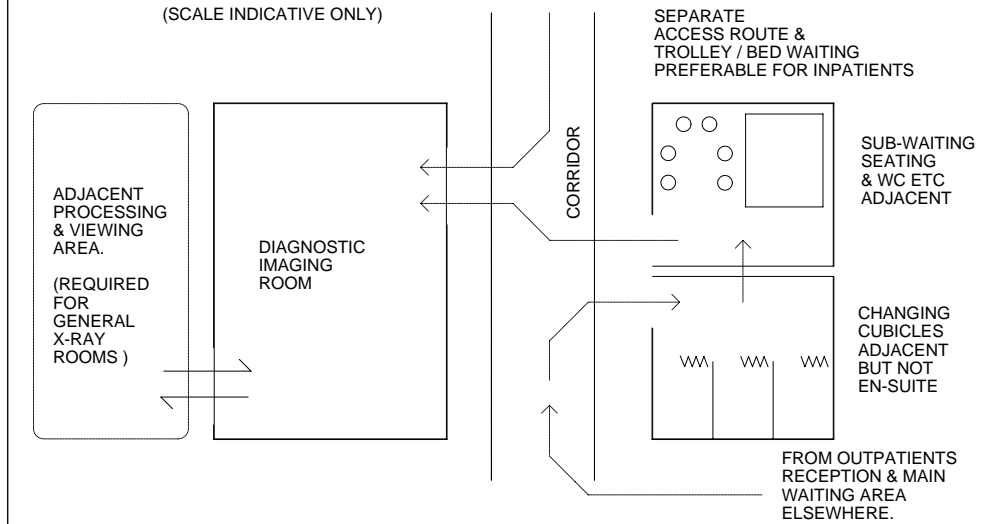 (SCALE INDICATIVE ONLY)
SEPARATE
ACCESS ROUTE &
TROLLEY / BED WAITING
PREFERABLE FOR INPATIENTS
CORRIDOR
SUB-WAITING
SEATING
& WC ETC
ADJACENT
ADJACENT
PROCESSING
& VIEWING
AREA.
(REQUIRED
FOR
GENERAL
X-RAY
ROOMS )
DIAGNOSTIC
IMAGING
ROOM
CHANGING
CUBICLES
ADJACENT
BUT NOT
EN-SUITE
FROM OUTPATIENTS
RECEPTION & MAIN
WAITING AREA
ELSEWHERE.